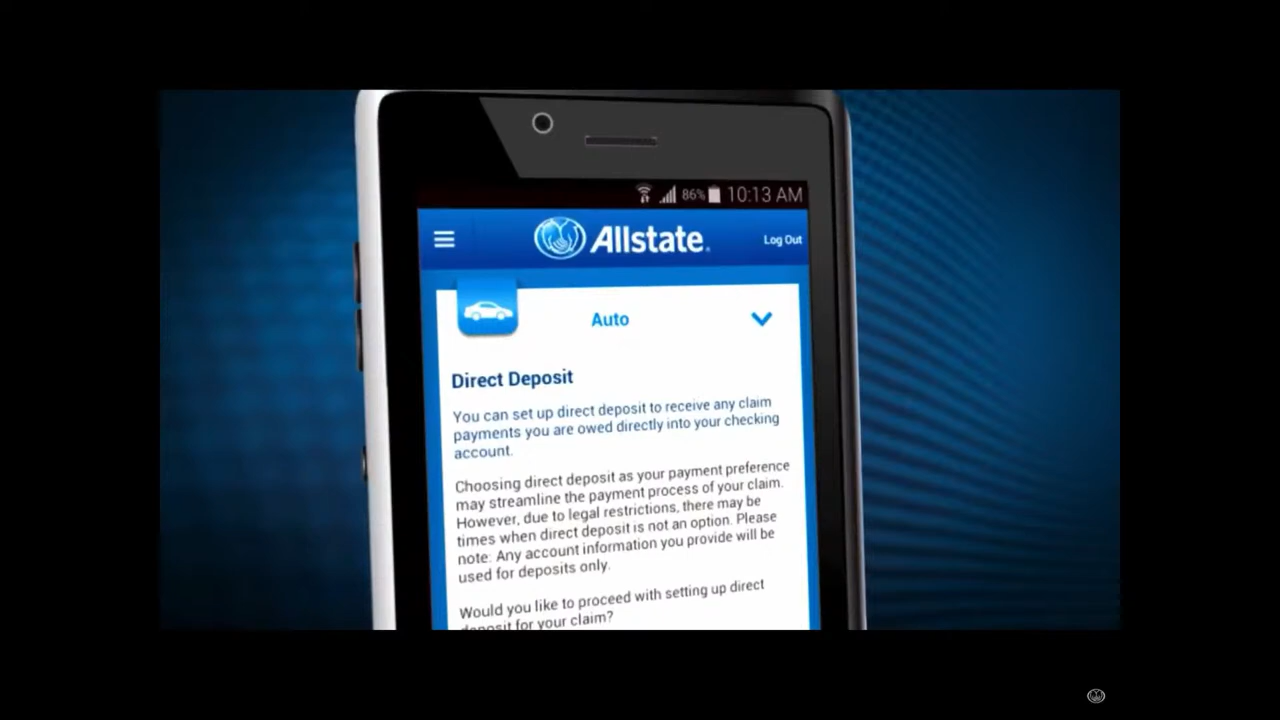 86% 10:13 AM
Allstate® Log Out
Auto
Direct Deposit
You can set up direct deposit to receive any claim
payments you are owed directly into your checking
account.
Choosing direct deposit as your payment preference
may streamline the payment process of your claim.
However, due to legal restrictions, there may be
times when direct deposit is not an option. Please
note: Any account information you provide will be
used for deposits only.
Would you like to proceed with setting up direct
deposit for your claim?